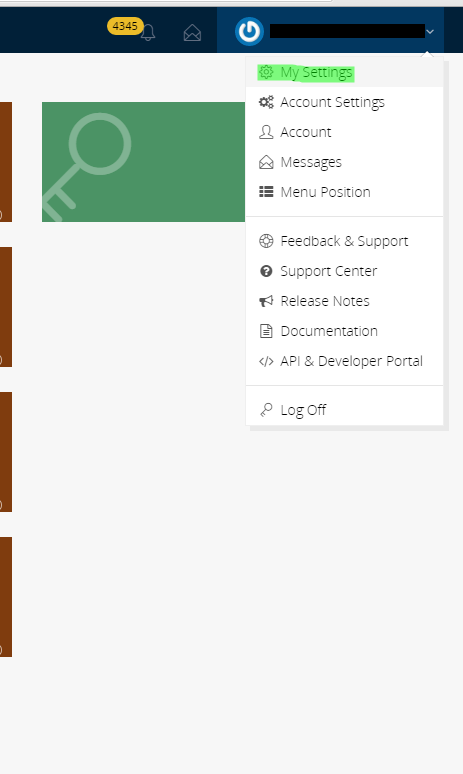 4345
My Settings
Account Settings
Account
Messages
Menu Position
Feedback & Support
Support Center
Release Notes
Documentation
API & Developer Portal
Log Off